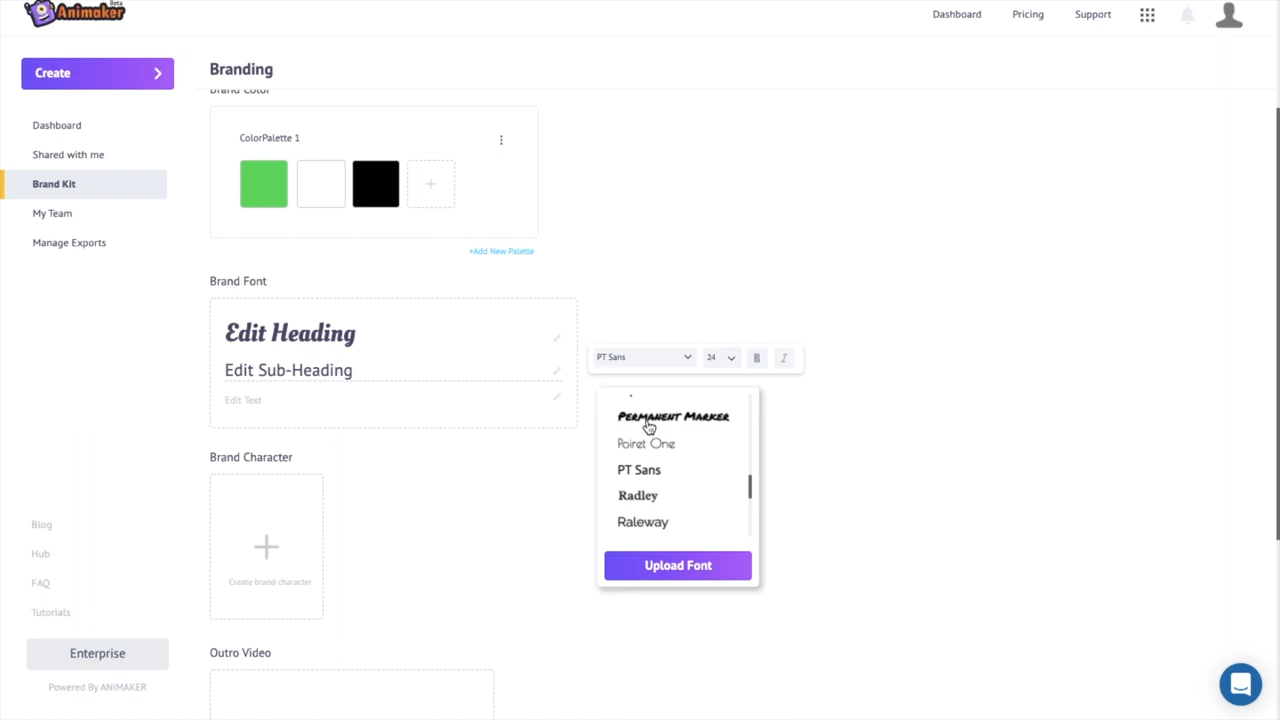 Beta
Animaker
Dashboard
Pricing
Support
Create
Branding
Brand Color
Dashboard
Shared with me
Brand Kit
My Team
Manage Exports
ColorPalette 1
+Add New Palette
Brand Font
Edit Heading
Edit Sub-Heading
Edit Text
PT Sans
24
B
I
PERMANENT MARKER
Poiret One
PT Sans
Radley
Raleway
Upload Font
Brand Character
Create brand character
Outro Video
Blog
Hub
FAQ
Tutorials
Enterprise
Powered By ANIMAKER